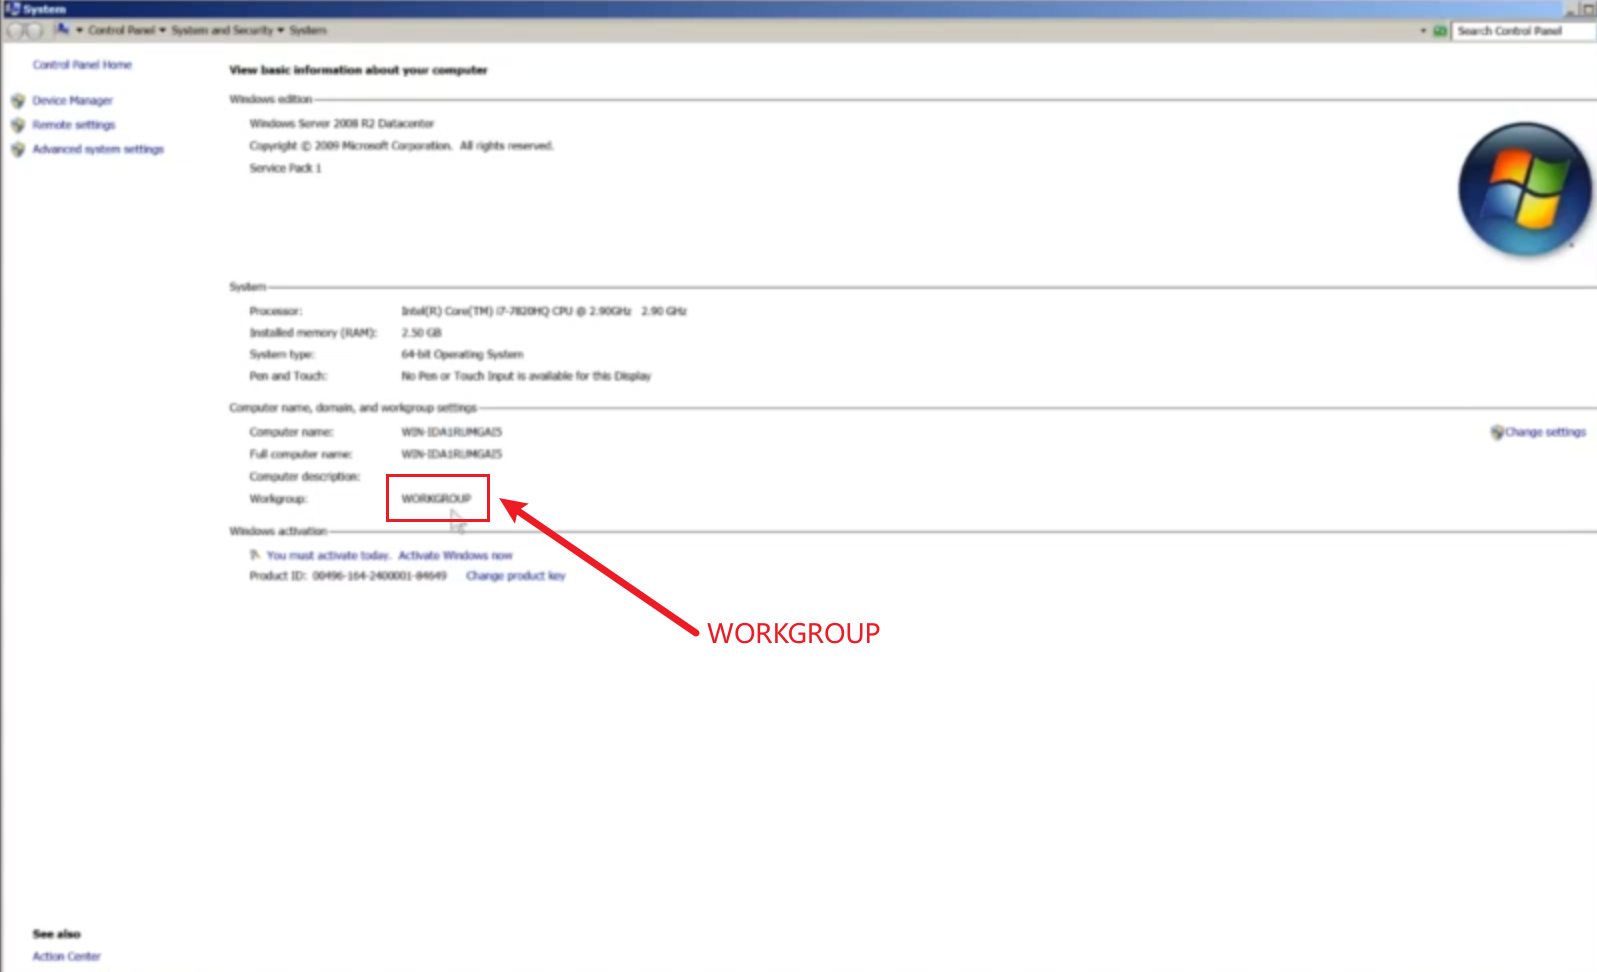 System
Control Panel System and Security System
Search Control Panel
Control Panel Home
Device Manager
Remote settings
Advanced system settings
View basic information about your computer
Windows edition
Windows Server 2008 R2 Datacenter
Copyright © 2009 Microsoft Corporation. All rights reserved.
Service Pack 1
System
Processor: Intel(R) Core(TM) i7-7820HQ CPU @ 2.90GHz 2.90 GHz
Installed memory (RAM): 2.50 GB
System type: 64-bit Operating System
Pen and Touch: No Pen or Touch Input is available for this Display
Computer name, domain, and workgroup settings
Computer name: WIN-IDA1RUMGAI5
Change settings
Full computer name: WIN-IDA1RUMGAI5
Computer description:
Workgroup: WORKGROUP
Windows activation
You must activate today. Activate Windows now
Product ID: 00496-164-2400001-84649 Change product key
WORKGROUP
See also
Action Center